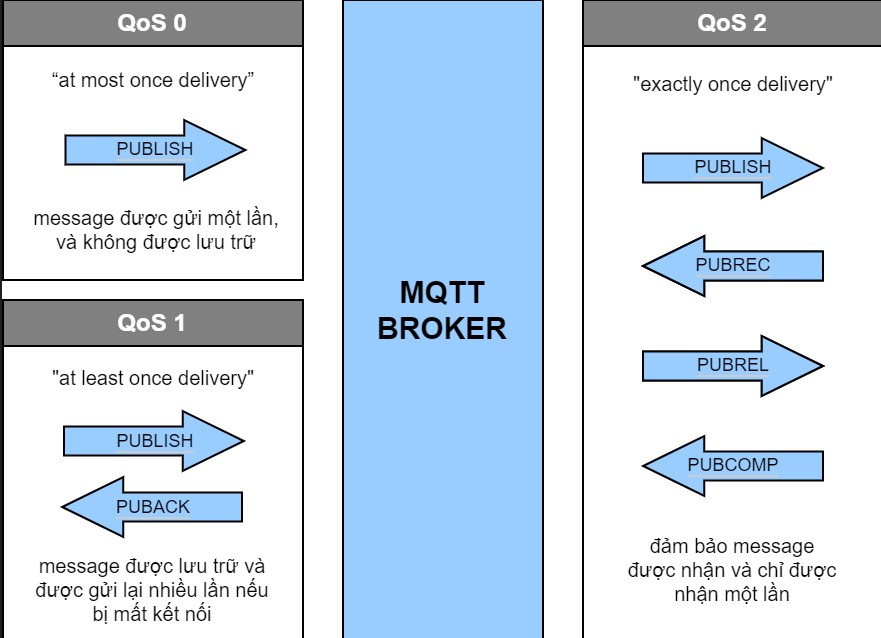 QoS 0
“at most once delivery”
PUBLISH
message được gửi một lần,
và không được lưu trữ
QoS 1
"at least once delivery"
PUBLISH
PUBACK
message được lưu trữ và
được gửi lại nhiều lần nếu
bị mất kết nối
MQTT
BROKER
QoS 2
"exactly once delivery"
PUBLISH
PUBREC
PUBREL
PUBCOMP
đảm bảo message
được nhận và chỉ được
nhận một lần